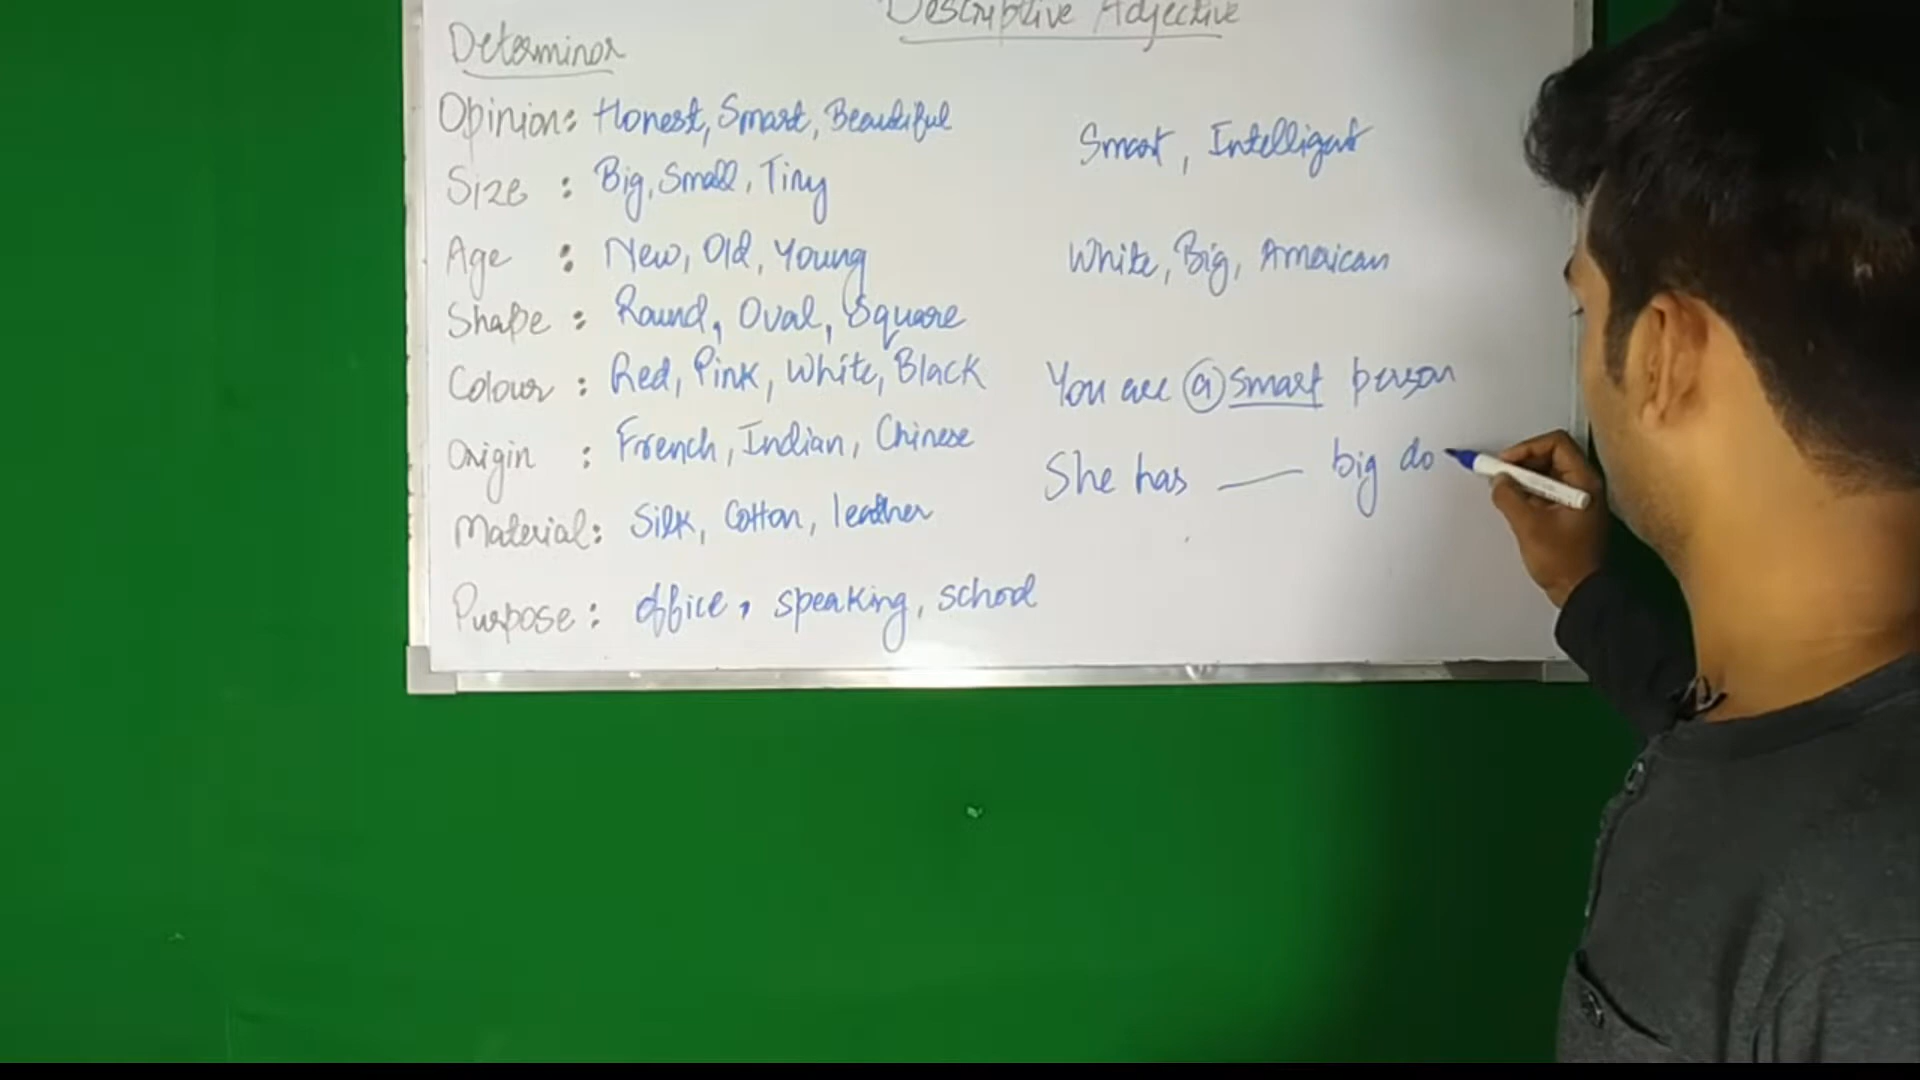 Descriptive Adjective
Determinor
Opinion: Honest, Smart, Beautiful
Size : Big, Small, Tiny
Age : New, Old, Young
Shape : Round, Oval, Square
Colour : Red, Pink, White, Black
Origin : French, Indian, Chinese
Material: Silk, Cotton, leather
Purpose: office, speaking, school
Smart, Intelligent
White, Big, American
You are a smart person
She has — big do